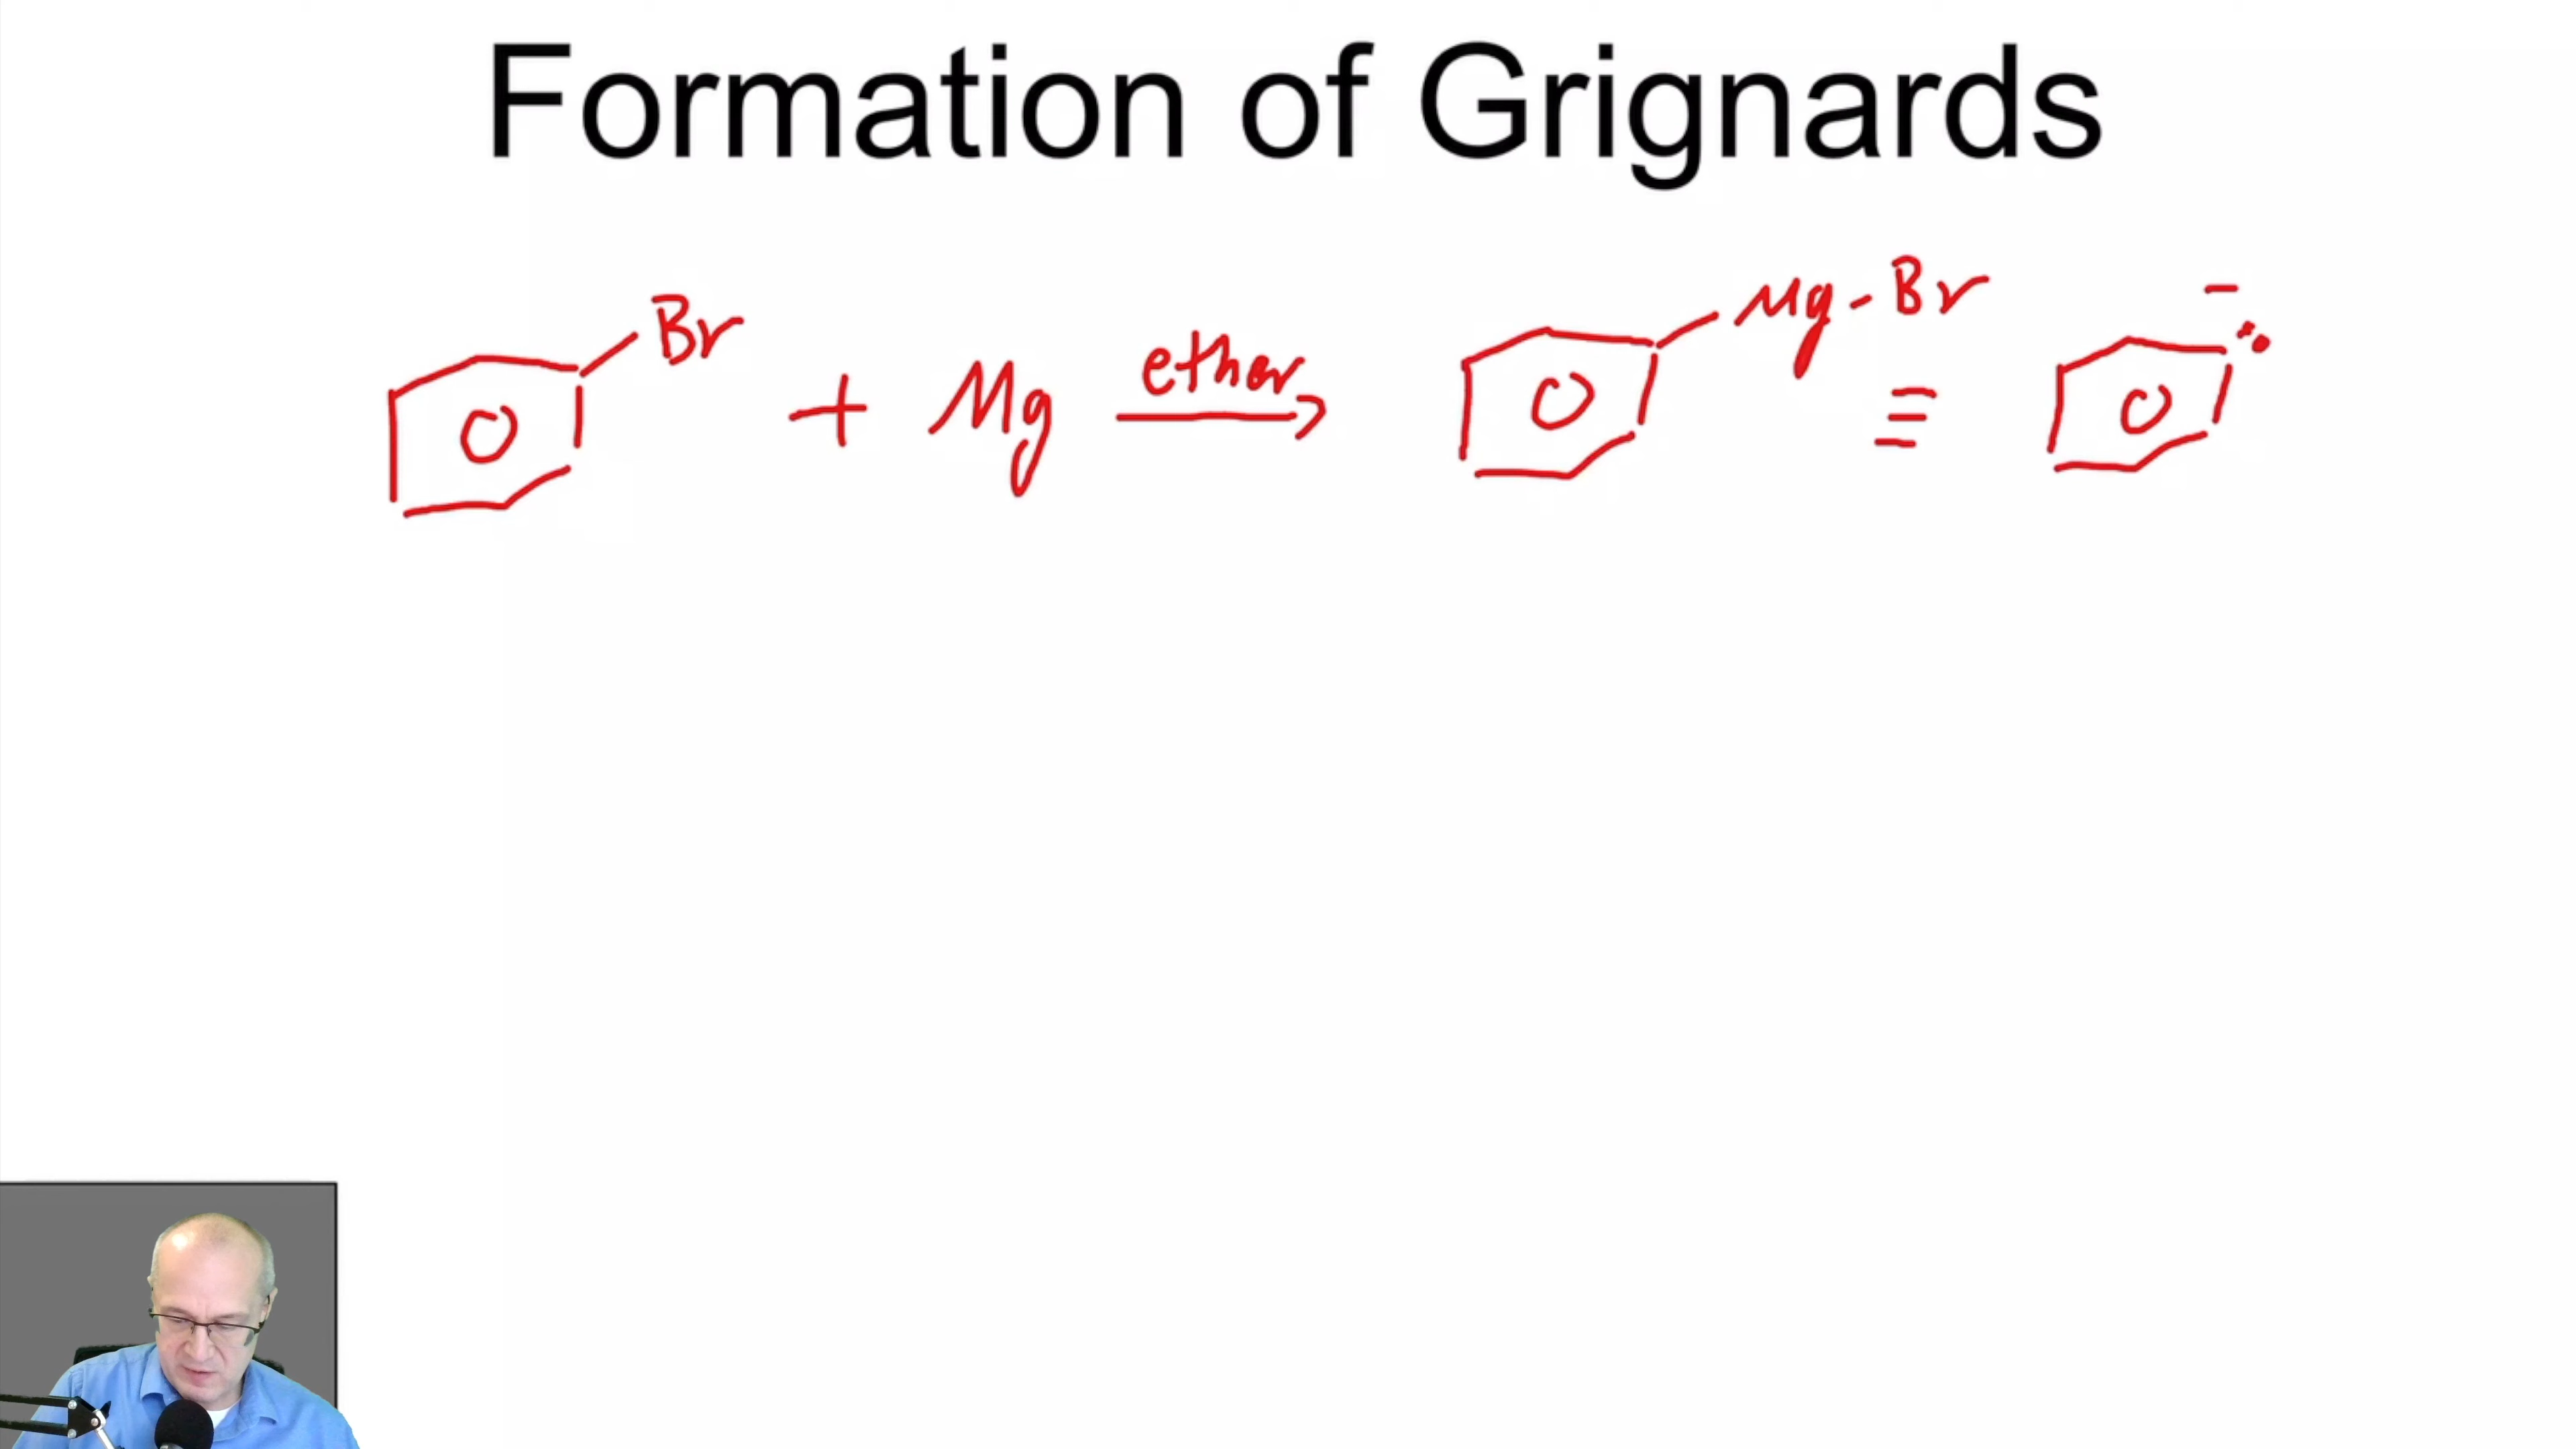 Formation of Grignards
Br + Mg ether Mg-Br ≡ -